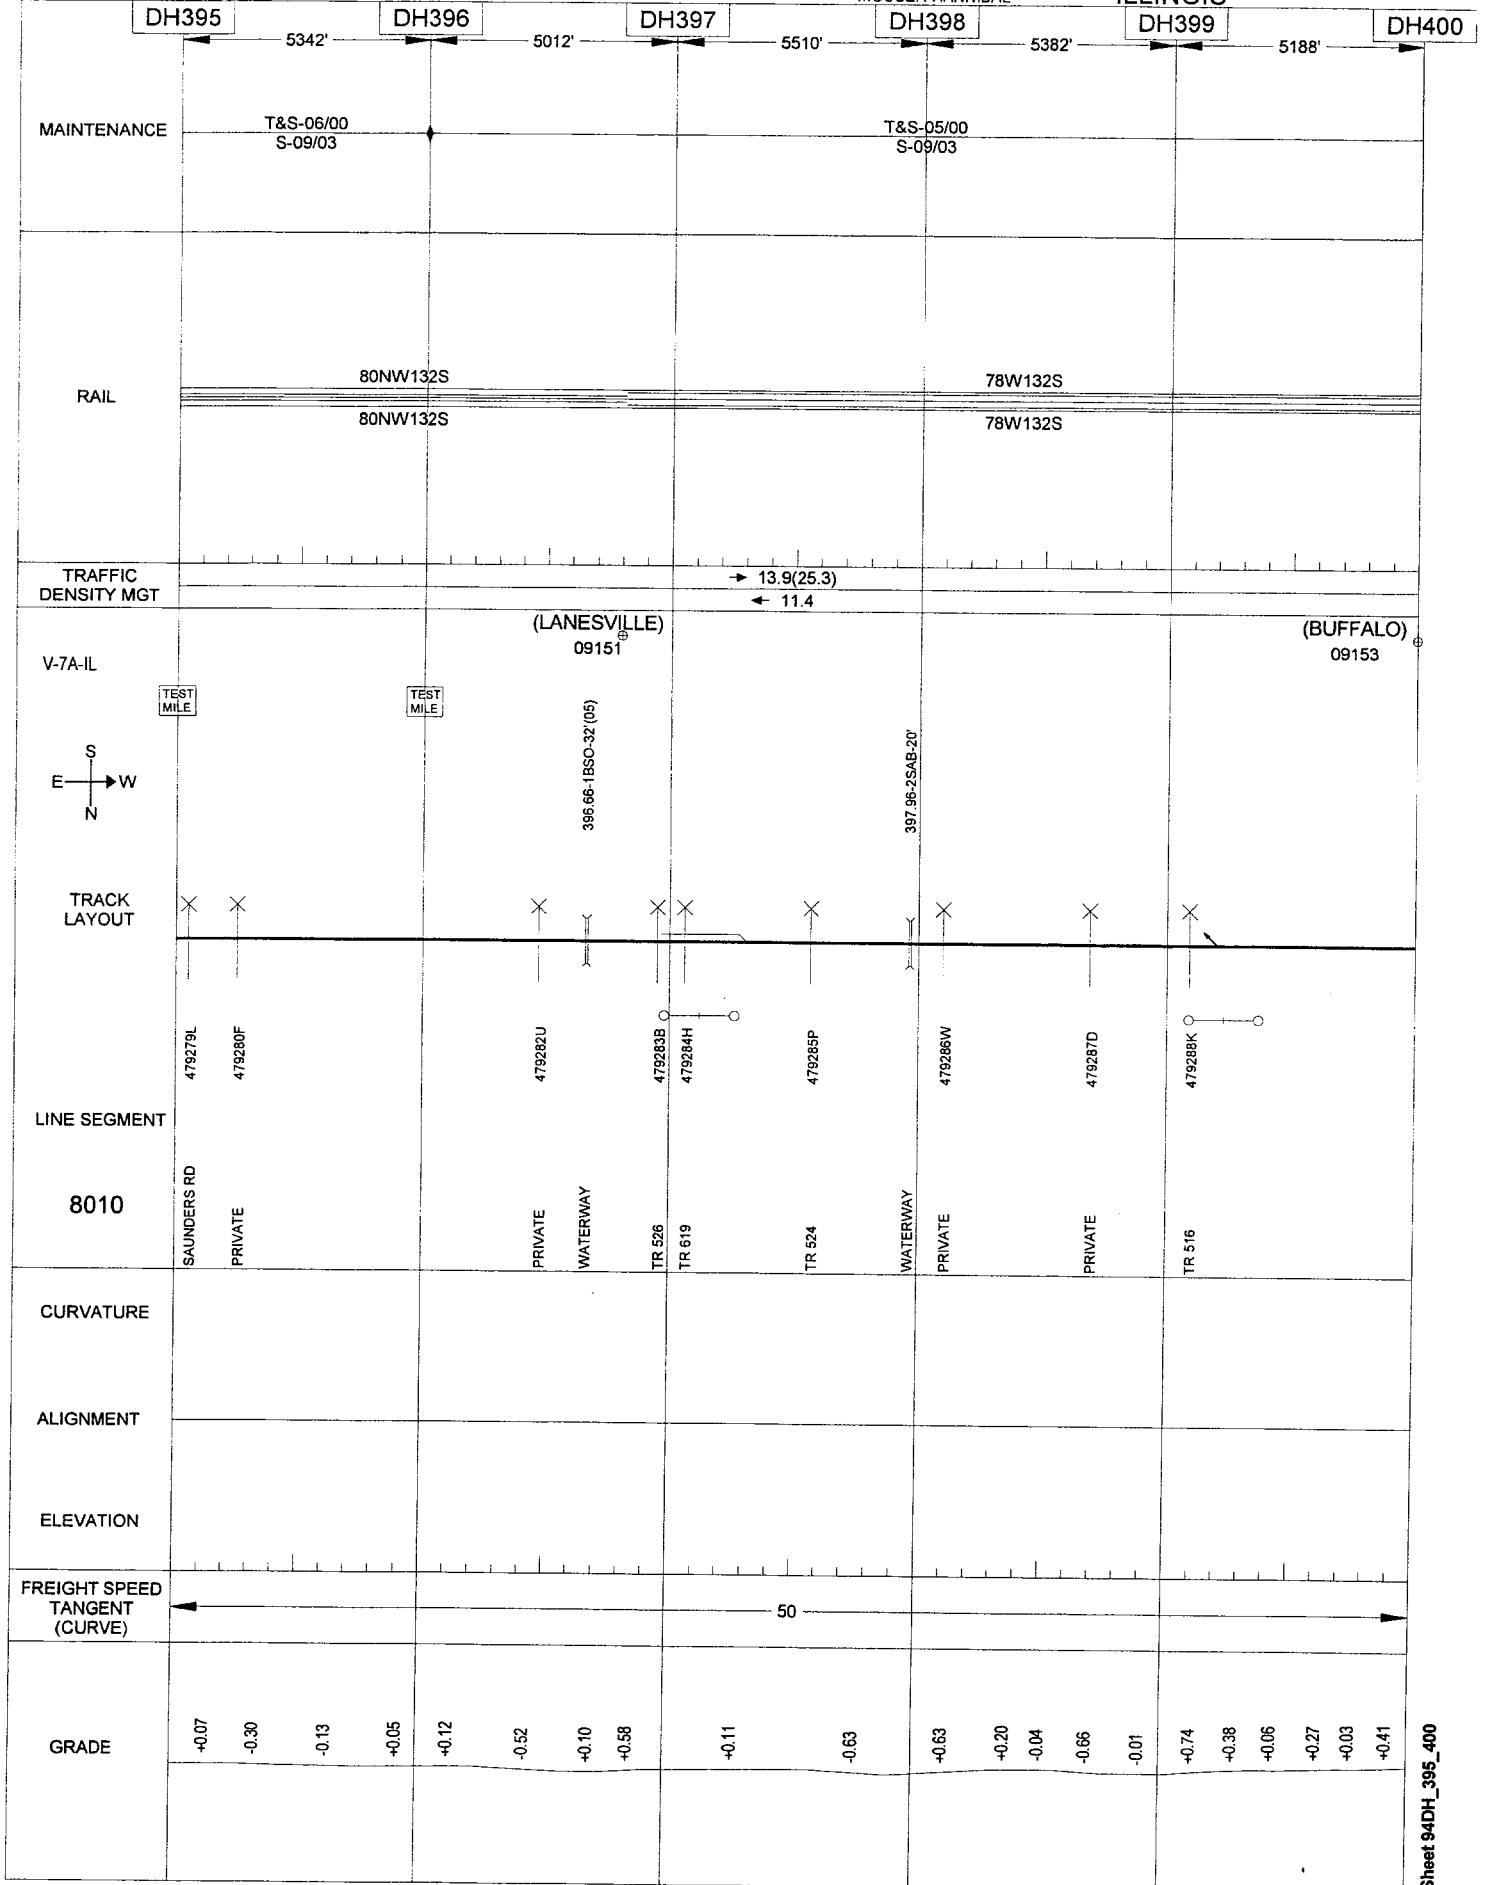 ILLINOIS
DH395 DH396 DH397 DH398 DH399 DH400
5342' 5012' 5510' 5382' 5188'
MAINTENANCE
T&S-06/00
S-09/03
T&S-05/00
S-09/03
RAIL
80NW132S 78W132S
80NW132S 78W132S
TRAFFIC
DENSITY MGT
13.9(25.3)
11.4
(LANESVILLE)
09151
(BUFFALO)
09153
V-7A-IL
TEST
MILE
TEST
MILE
396.66-1BSO-32'(05)
397.96-2SAB-20'
S
E W
N
TRACK
LAYOUT
479279L
479280F
479282U
479283B
479284H
479285P
479286W
479287D
479288K
LINE SEGMENT
8010
SAUNDERS RD
PRIVATE
PRIVATE
WATERWAY
TR 526
TR 619
TR 524
WATERWAY
PRIVATE
PRIVATE
TR 516
CURVATURE
ALIGNMENT
ELEVATION
FREIGHT SPEED
TANGENT
(CURVE)
50
GRADE
+0.07
-0.30
-0.13
+0.05
+0.12
-0.52
+0.10
+0.58
+0.11
-0.63
+0.63
+0.20
-0.04
-0.66
-0.01
+0.74
+0.38
+0.06
+0.27
+0.03
+0.41
Sheet 94DH_395_400